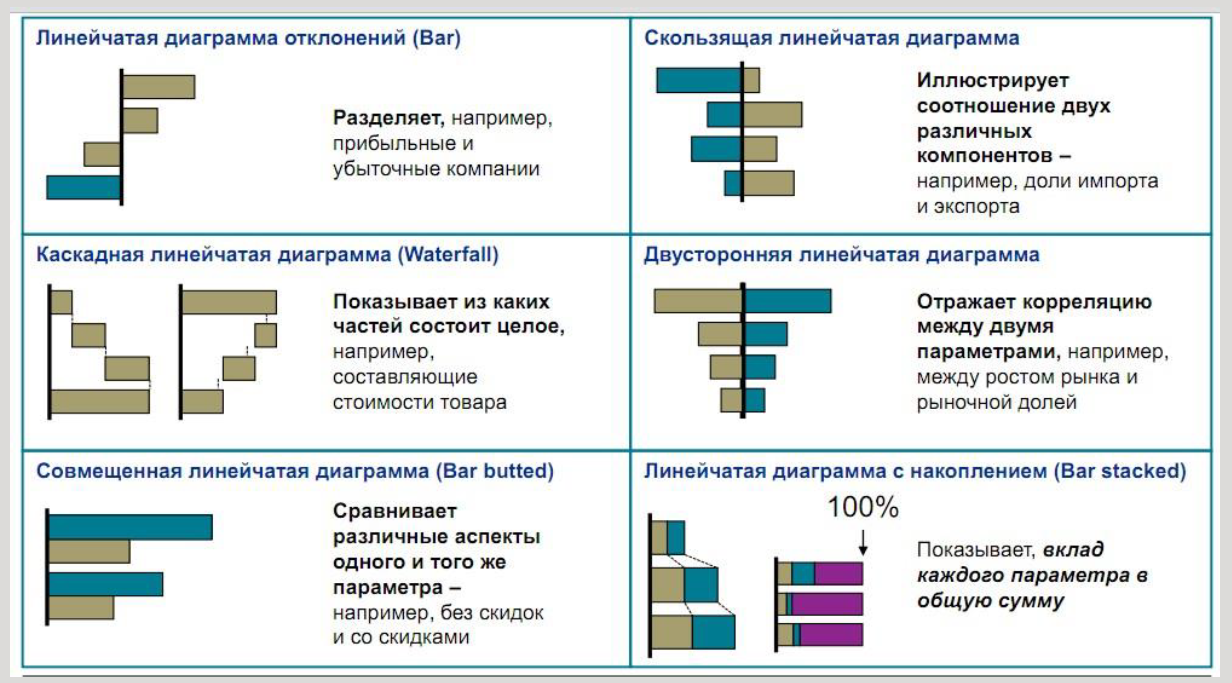 Линейчатая диаграмма отклонений (Bar)
Разделяет, например,
прибыльные и
убыточные компании
Скользящая линейчатая диаграмма
Иллюстрирует
соотношение двух
различных
компонентов –
например, доли импорта
и экспорта
Каскадная линейчатая диаграмма (Waterfall)
Показывает из каких
частей состоит целое,
например,
составляющие
стоимости товара
Двусторонняя линейчатая диаграмма
Отражает корреляцию
между двумя
параметрами, например,
между ростом рынка и
рыночной долей
Совмещенная линейчатая диаграмма (Bar butted)
Сравнивает
различные аспекты
одного и того же
параметра –
например, без скидок
и со скидками
Линейчатая диаграмма с накоплением (Bar stacked)
100%
Показывает, вклад
каждого параметра в
общую сумму